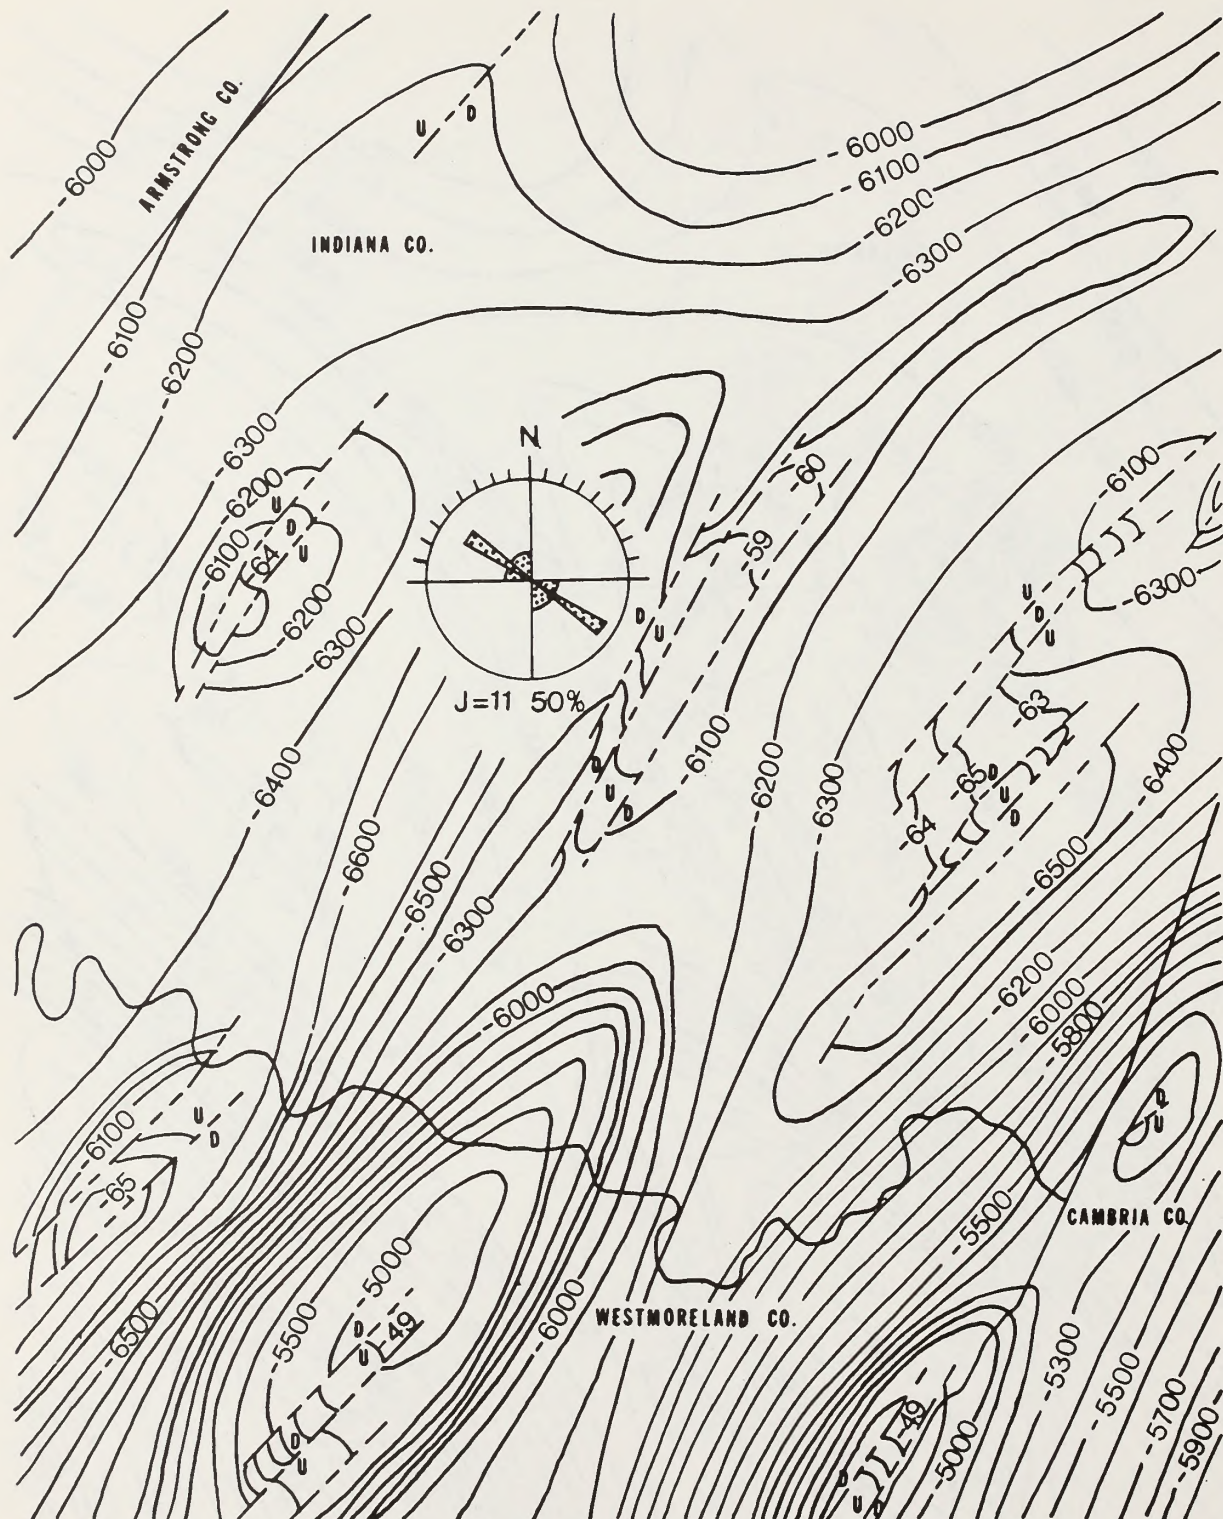 ARMSTRONG CO.
-6000
U D
-6000
-6100
-6200
INDIANA CO.
-6300
-6100
-6200
-6300
N
-6200
-60
-6100
U
D
U
-6100
-64
-59
-6300
-6200
U
D
U
D
U
-6300
J=11 50%
-63
-6100
-6400
-6200
-6300
-6400
D
U
D
-65
D
U
D
-64
-6600
-6500
-6500
-6300
-6200
-6000
-6000
-5800
U
D
D
U
-6100
-65
-5500
CAMBRIA CO.
-5000
-5500
-6500
-6000
WESTMORELAND CO.
D
U
-49
-5300
-5500
-5700
-5900
-49
-5000
D
U
D
U
D